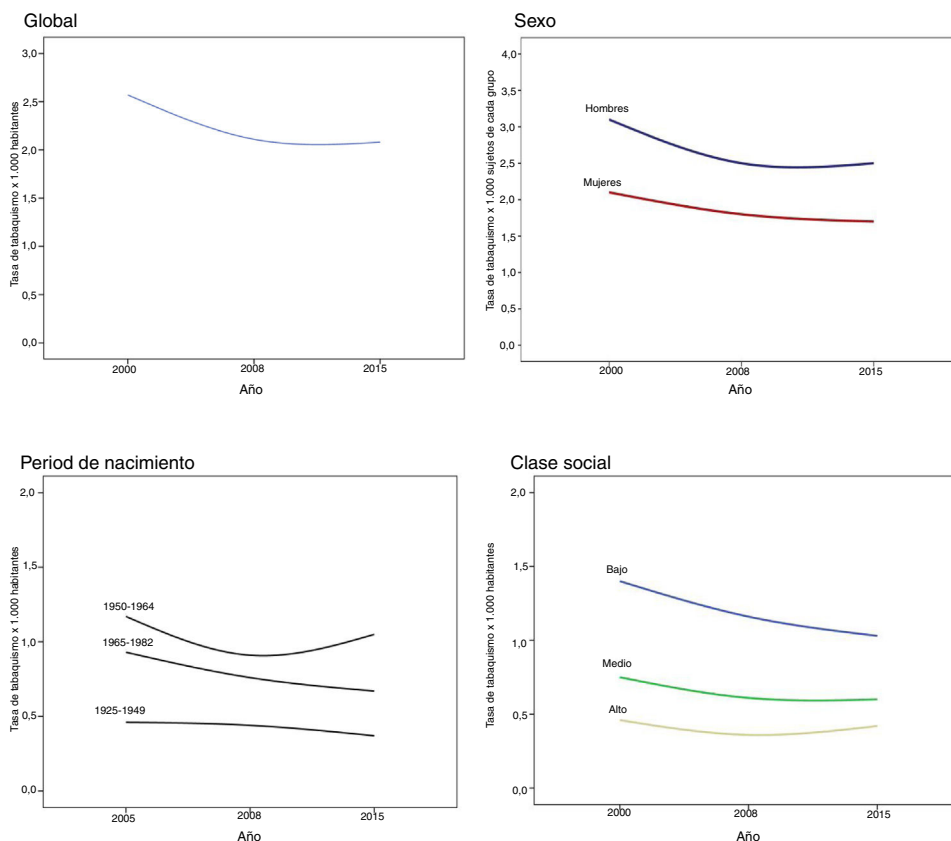 Global
Tasa de tabaquismo x 1.000 habitantes
3,0
2,5
2,0
1,5
1,0
0,5
0,0
2000 2008 2015
Año
Sexo
Tasa de tabaquismo x 1.000 sujetos de cada grupo
4,0
3,5
3,0
2,5
2,0
1,5
1,0
0,5
0,0
Hombres
Mujeres
2000 2008 2015
Año
Period de nacimiento
Tasa de tabaquismo x 1.000 habitantes
2,0
1,5
1,0
0,5
0,0
1950-1964
1965-1982
1925-1949
2005 2008 2015
Año
Clase social
Tasa de tabaquismo x 1.000 habitantes
2,0
1,5
1,0
0,5
0,0
Bajo
Medio
Alto
2000 2008 2015
Año